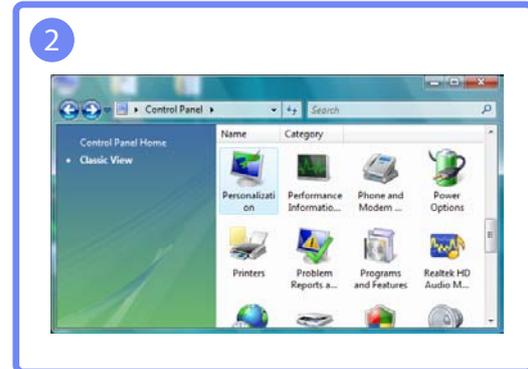 2
Control Panel
Search
Control Panel Home
Classic View
Name Category
Personalizati
on
Performance
Informatio...
Phone and
Modem ...
Power
Options
Printers
Problem
Reports a...
Programs
and Features
Realtek HD
Audio M...